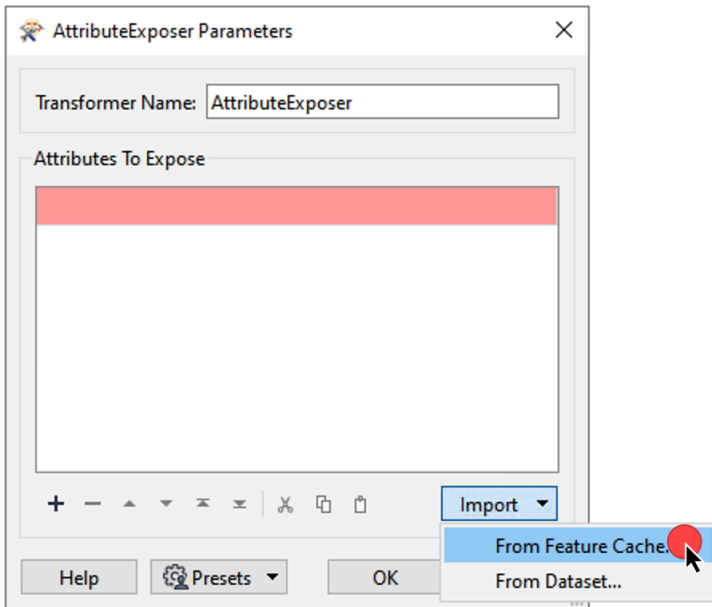 AttributeExposer Parameters
Transformer Name: AttributeExposer
Attributes To Expose
Import
From Feature Cache.
Help Presets OK
From Dataset...